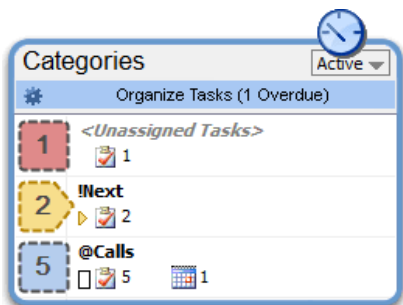 Categories
Active
Organize Tasks (1 Overdue)
1
<Unassigned Tasks>
1
2
!Next
2
5
@Calls
5 1